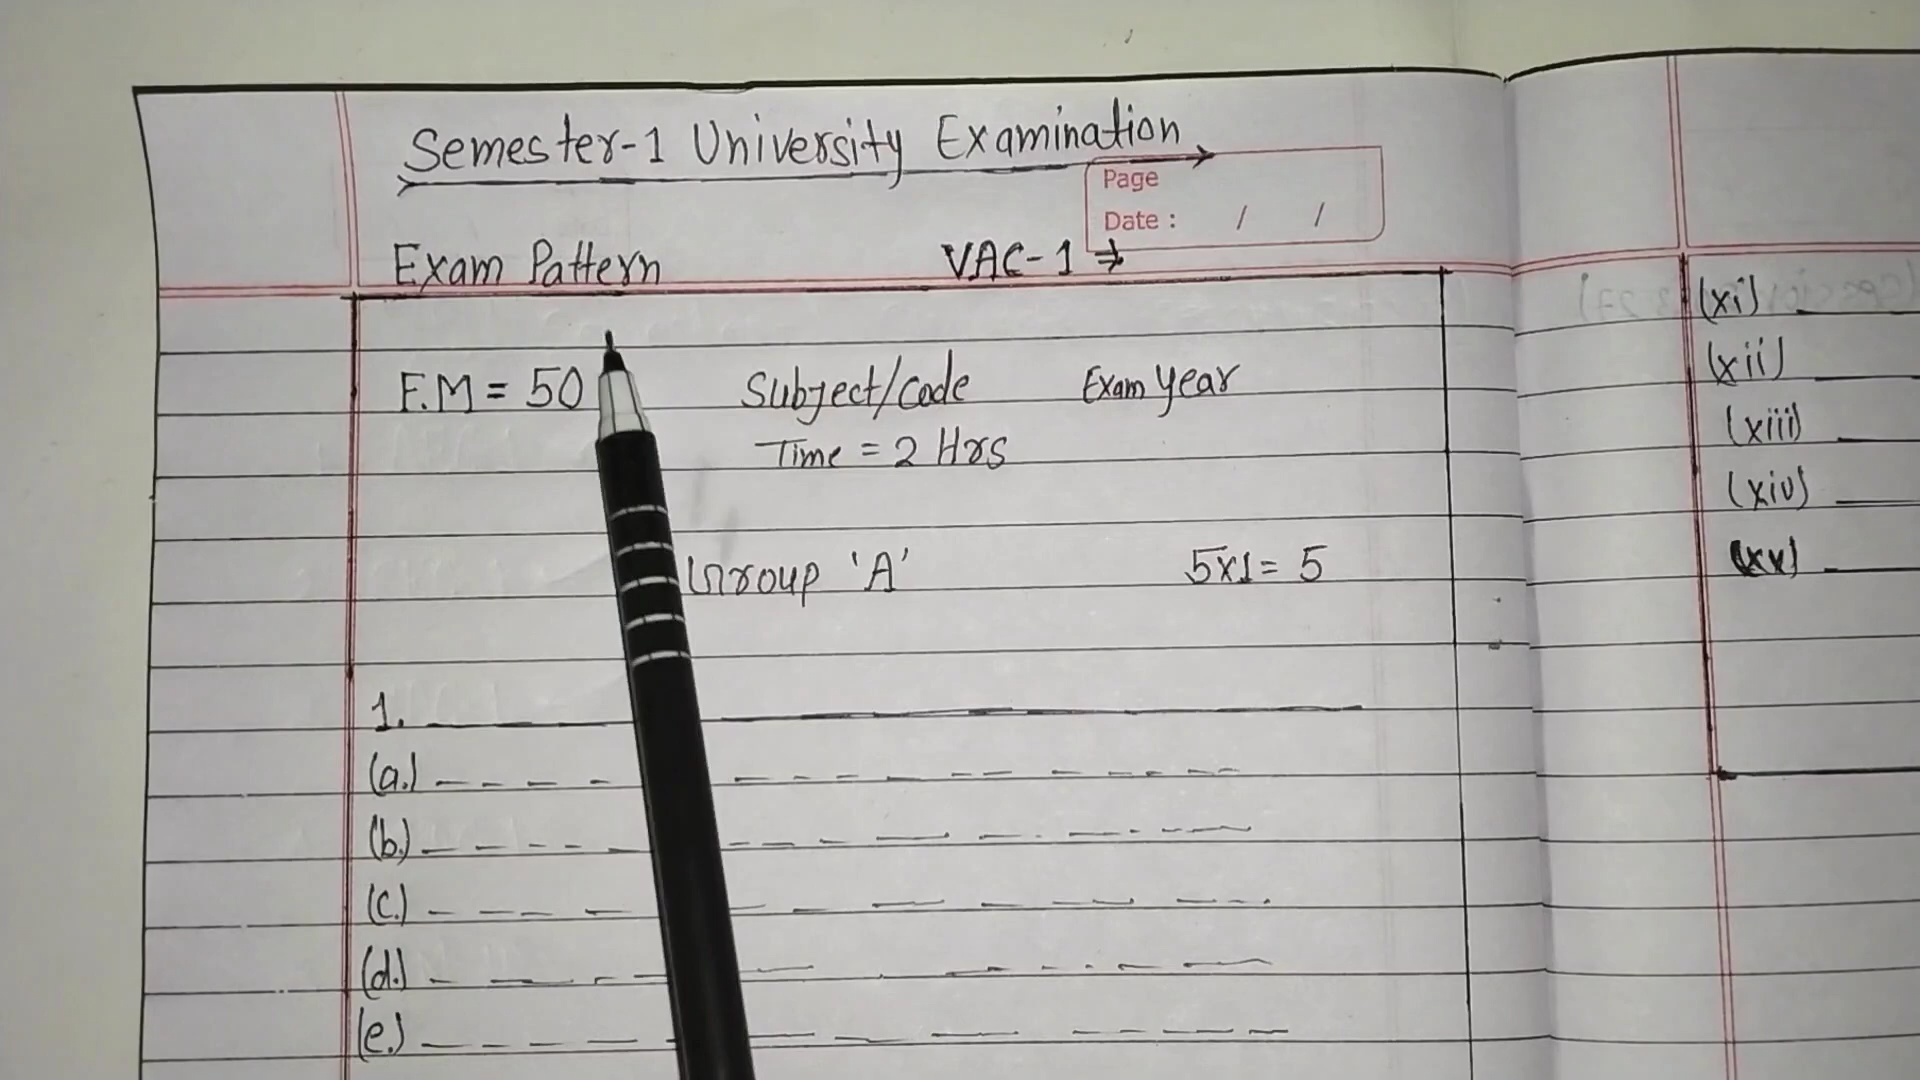 Semester-1 University Examination
Page
Date : / /
Exam Pattern VAC-1 →
F.M = 50 Subject/code Exam year
Time = 2 Hrs
Group 'A' 5x1= 5
1.
(a.)
(b.)
(c.)
(d.)
(e.)
(xi)
(xii)
(xiii)
(xiv)
(xv)